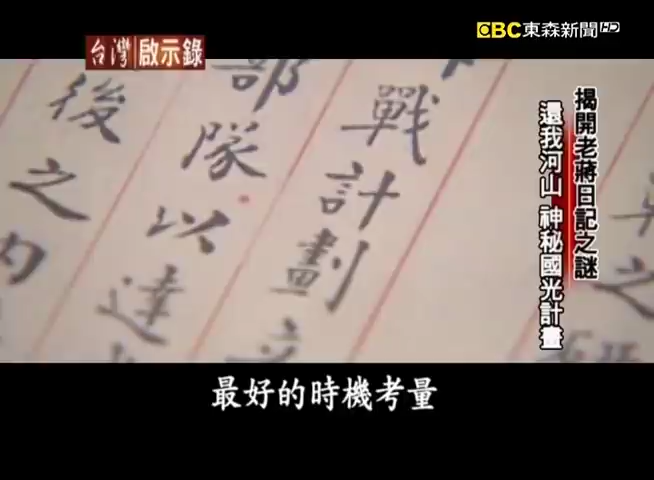 EBC東森新聞HD
台灣啟示錄
揭開老蔣日記之謎
還我河山 神秘國光計畫
戰計劃
部隊以達
後之內
最好的時機考量